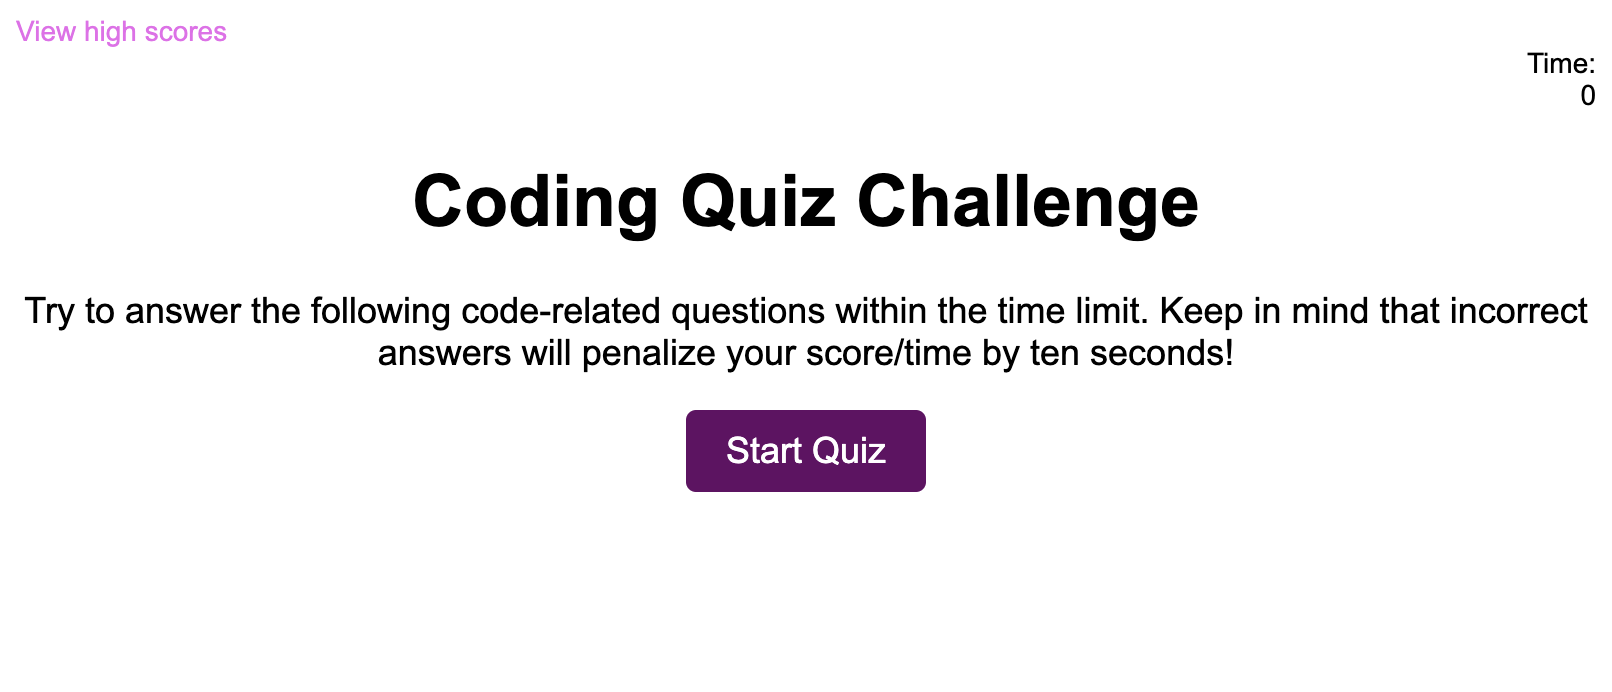 View high scores
Time:
0
Coding Quiz Challenge
Try to answer the following code-related questions within the time limit. Keep in mind that incorrect
answers will penalize your score/time by ten seconds!
Start Quiz